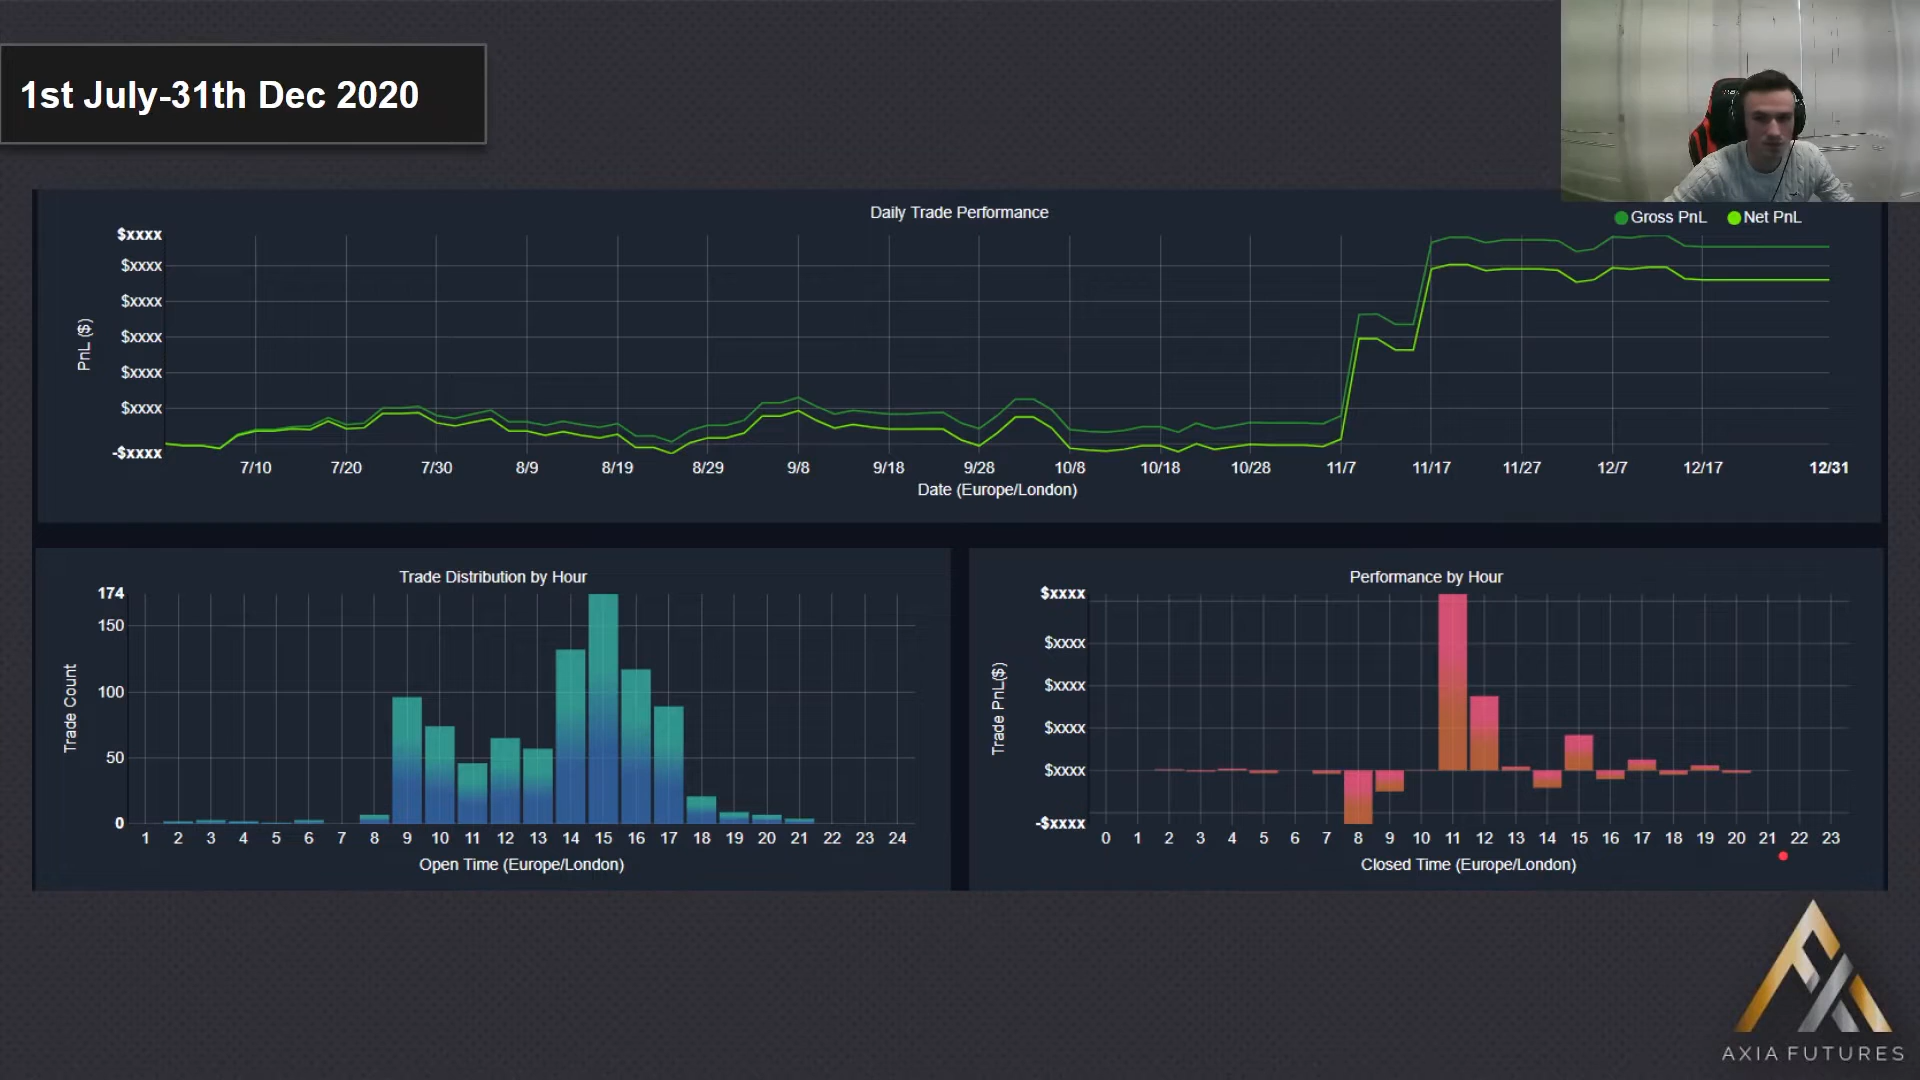 1st July-31th Dec 2020
Daily Trade Performance
Gross PnL
Net PnL
$xxxx
$xxxx
$xxxx
$xxxx
$xxxx
$xxxx
-$xxxx
PnL ($)
7/10 7/20 7/30 8/9 8/19 8/29 9/8 9/18 9/28 10/8 10/18 10/28 11/7 11/17 11/27 12/7 12/17 12/31
Date (Europe/London)
Trade Distribution by Hour
174
150
100
50
0
Trade Count
1 2 3 4 5 6 7 8 9 10 11 12 13 14 15 16 17 18 19 20 21 22 23 24
Open Time (Europe/London)
Performance by Hour
$xxxx
$xxxx
$xxxx
$xxxx
$xxxx
-$xxxx
Trade PnL($)
0 1 2 3 4 5 6 7 8 9 10 11 12 13 14 15 16 17 18 19 20 21 22 23
Closed Time (Europe/London)
AXIA FUTURES